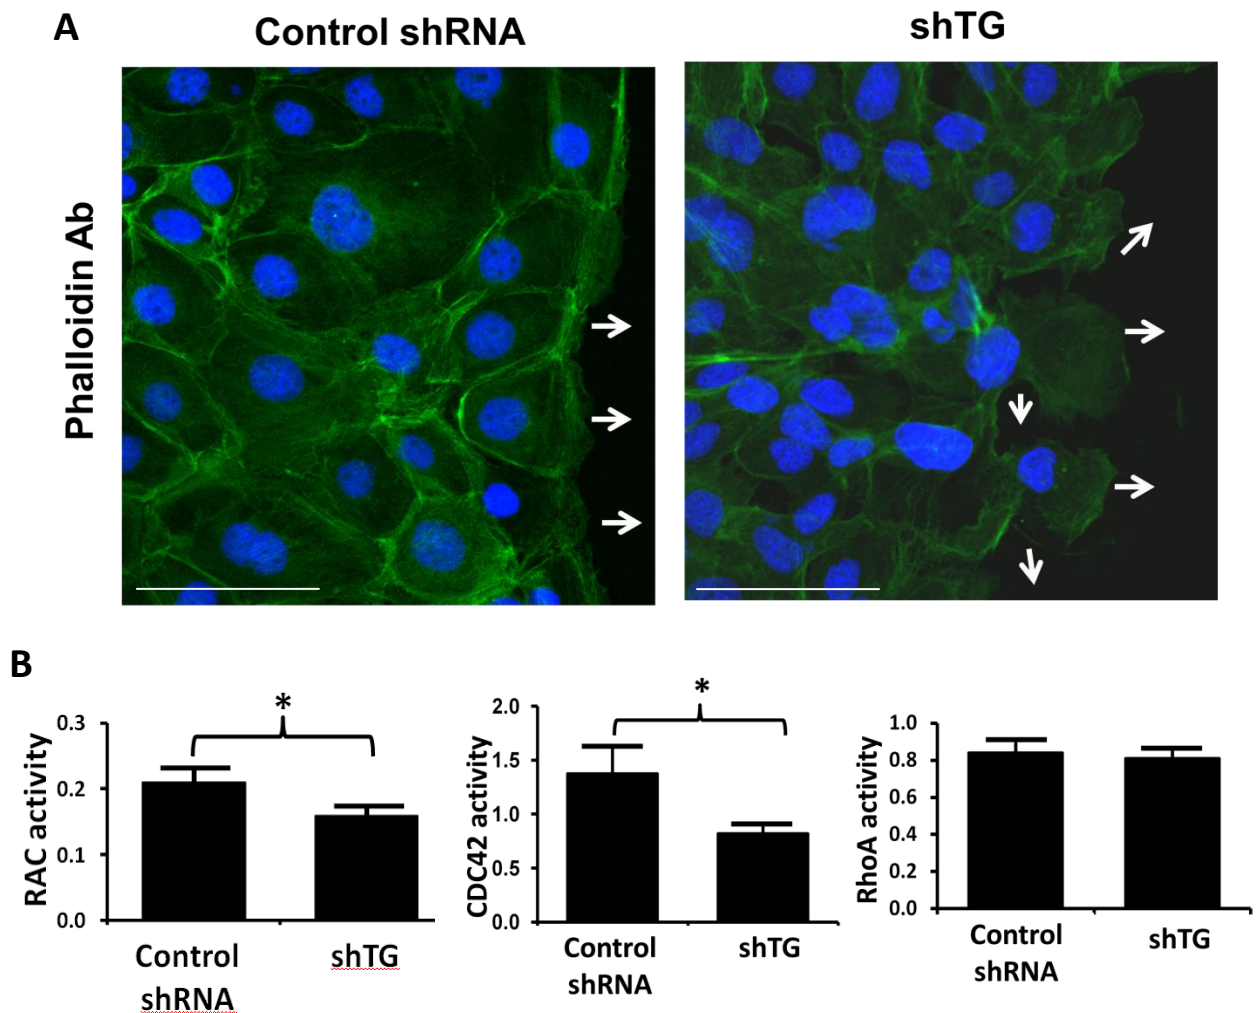 A
Control shRNA
shTG
Phalloidin Ab
B
*
0.3
0.2
0.1
0.0
RAC activity
Control
shRNA
shTG
*
2.0
1.5
1.0
0.5
0.0
CDC42 activity
Control
shRNA
shTG
1.0
0.8
0.6
0.4
0.2
0.0
RhoA activity
Control
shRNA
shTG